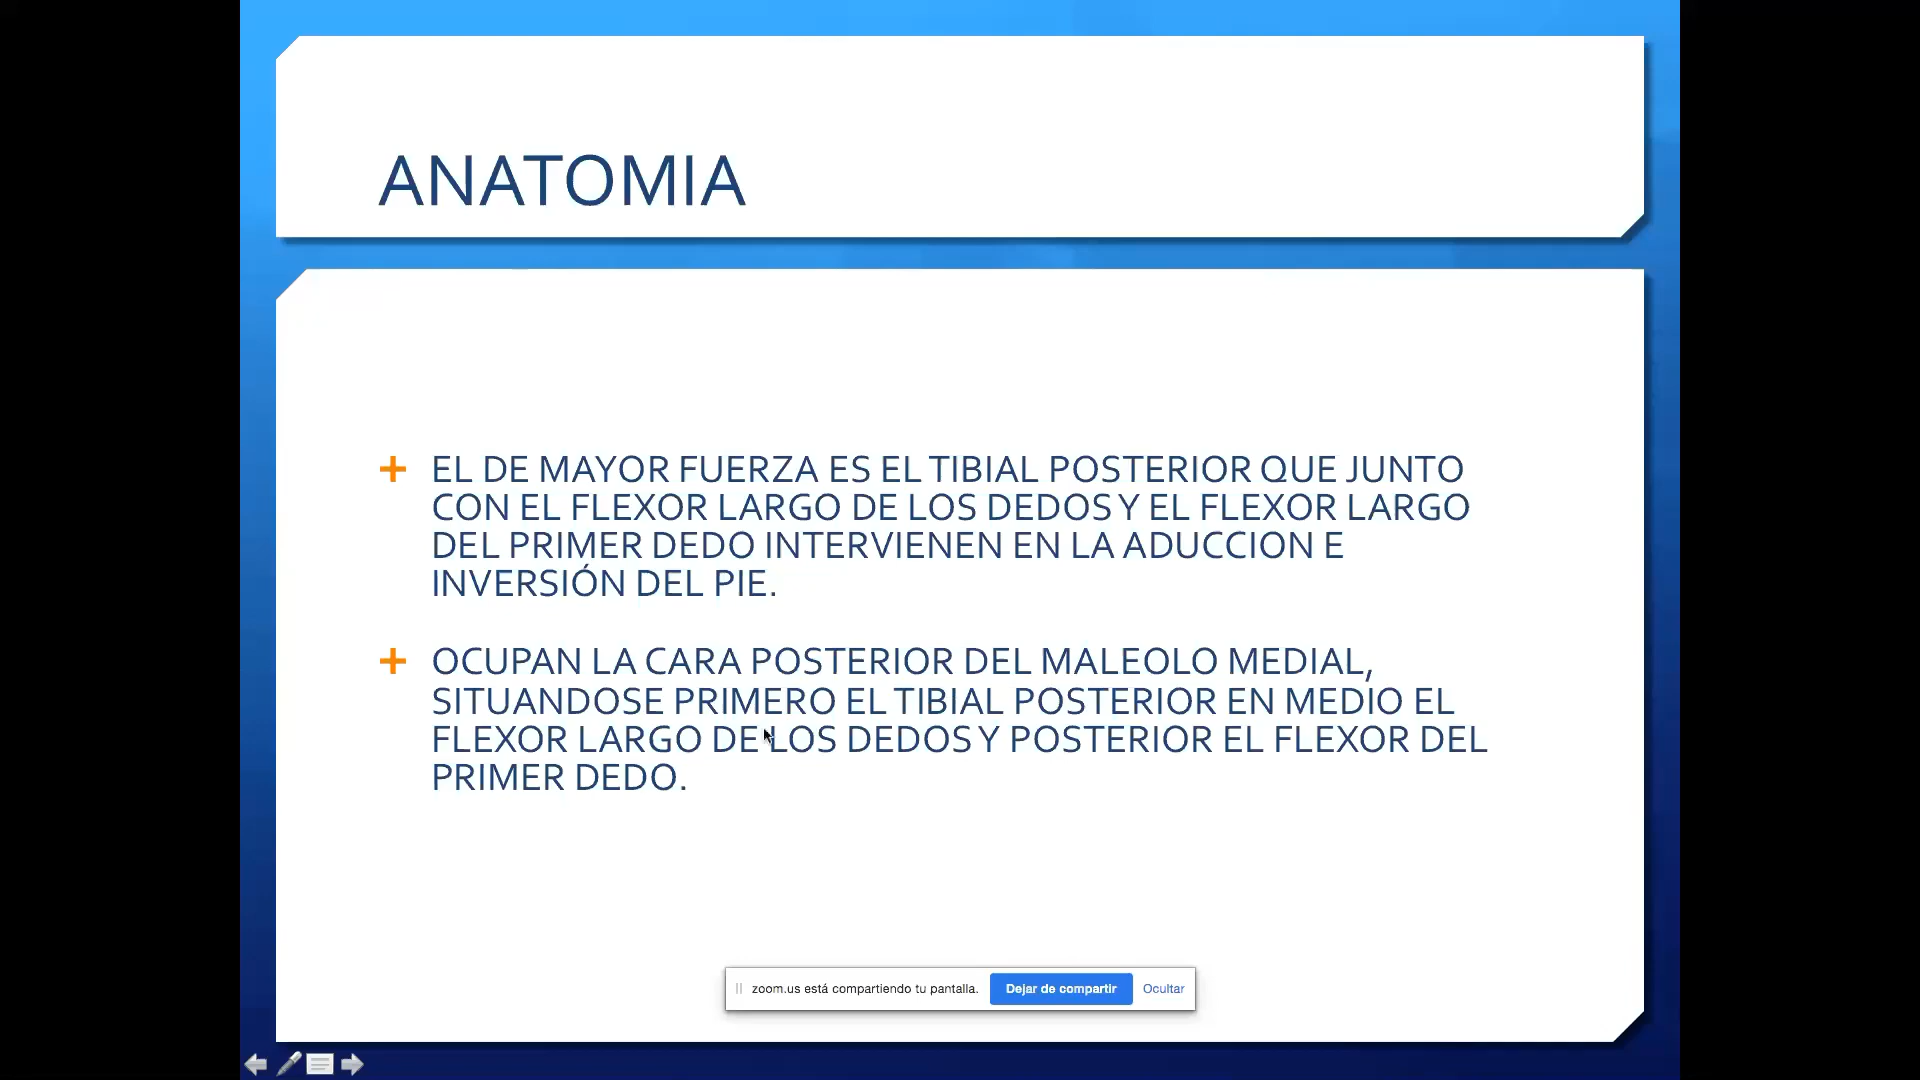 ANATOMIA
EL DE MAYOR FUERZA ES EL TIBIAL POSTERIOR QUE JUNTO
CON EL FLEXOR LARGO DE LOS DEDOS Y EL FLEXOR LARGO
DEL PRIMER DEDO INTERVIENEN EN LA ADUCCION E
INVERSIÓN DEL PIE.
OCUPAN LA CARA POSTERIOR DEL MALEOLO MEDIAL,
SITUANDOSE PRIMERO EL TIBIAL POSTERIOR EN MEDIO EL
FLEXOR LARGO DE LOS DEDOS Y POSTERIOR EL FLEXOR DEL
PRIMER DEDO.
zoom.us está compartiendo tu pantalla. Dejar de compartir Ocultar